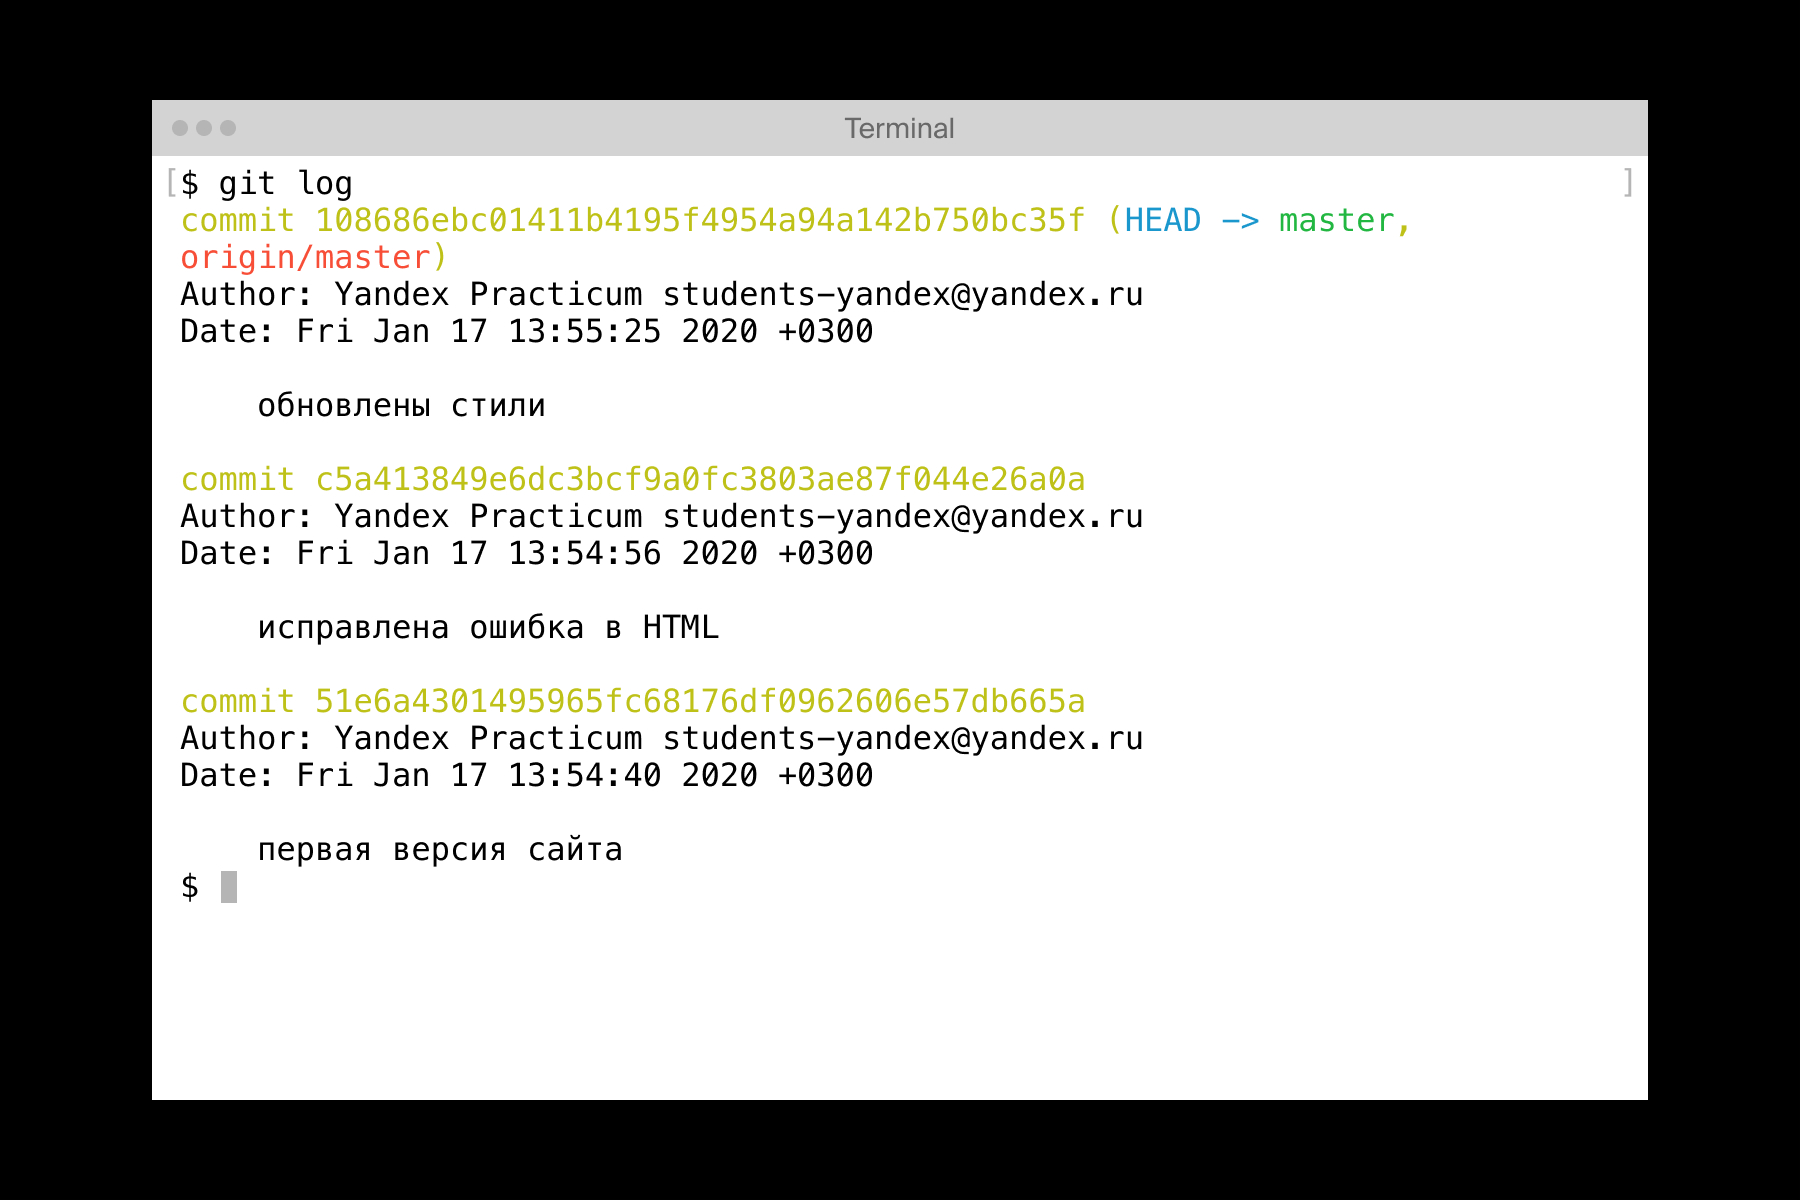 Terminal
[$ git log ]
commit 108686ebc01411b4195f4954a94a142b750bc35f (HEAD -> master,
origin/master)
Author: Yandex Practicum students-yandex@yandex.ru
Date: Fri Jan 17 13:55:25 2020 +0300
обновлены стили
commit c5a413849e6dc3bcf9a0fc3803ae87f044e26a0a
Author: Yandex Practicum students-yandex@yandex.ru
Date: Fri Jan 17 13:54:56 2020 +0300
исправлена ошибка в HTML
commit 51e6a4301495965fc68176df0962606e57db665a
Author: Yandex Practicum students-yandex@yandex.ru
Date: Fri Jan 17 13:54:40 2020 +0300
первая версия сайта
$